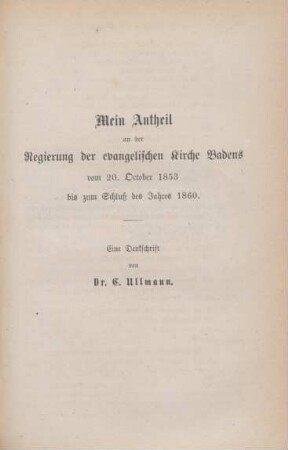 Mein Antheil
an der
Regierung der evangelischen Kirche Badens
vom 20. October 1853
bis zum Schluß des Jahres 1860.
Eine Denkschrift
von
Dr. C. Ullmann.